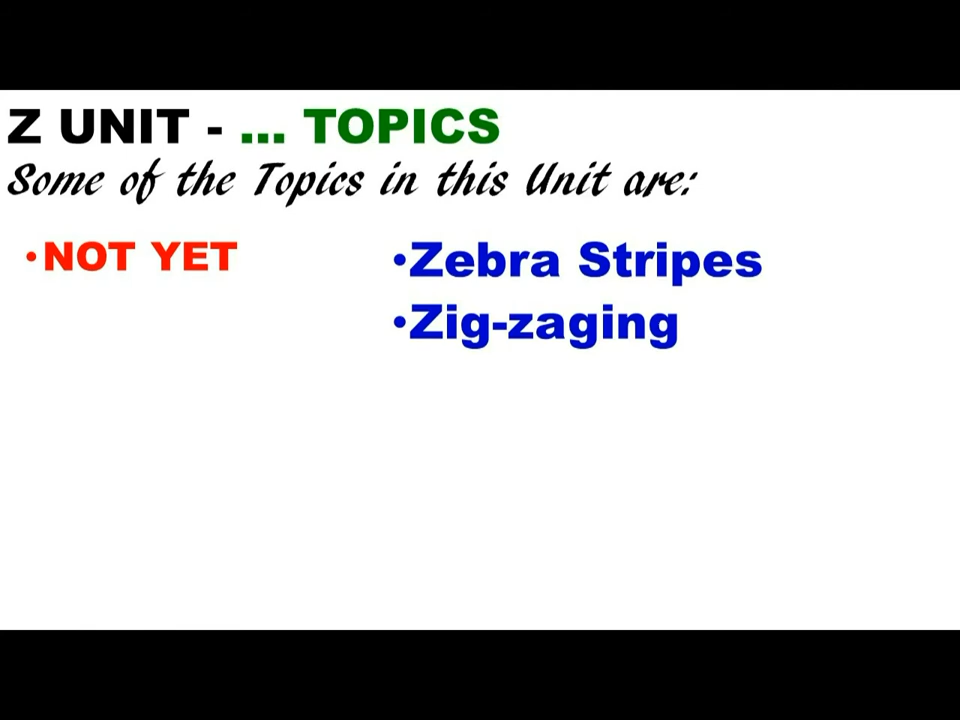 Z UNIT - ... TOPICS
Some of the Topics in this Unit are:
•NOT YET
•Zebra Stripes
•Zig-zaging